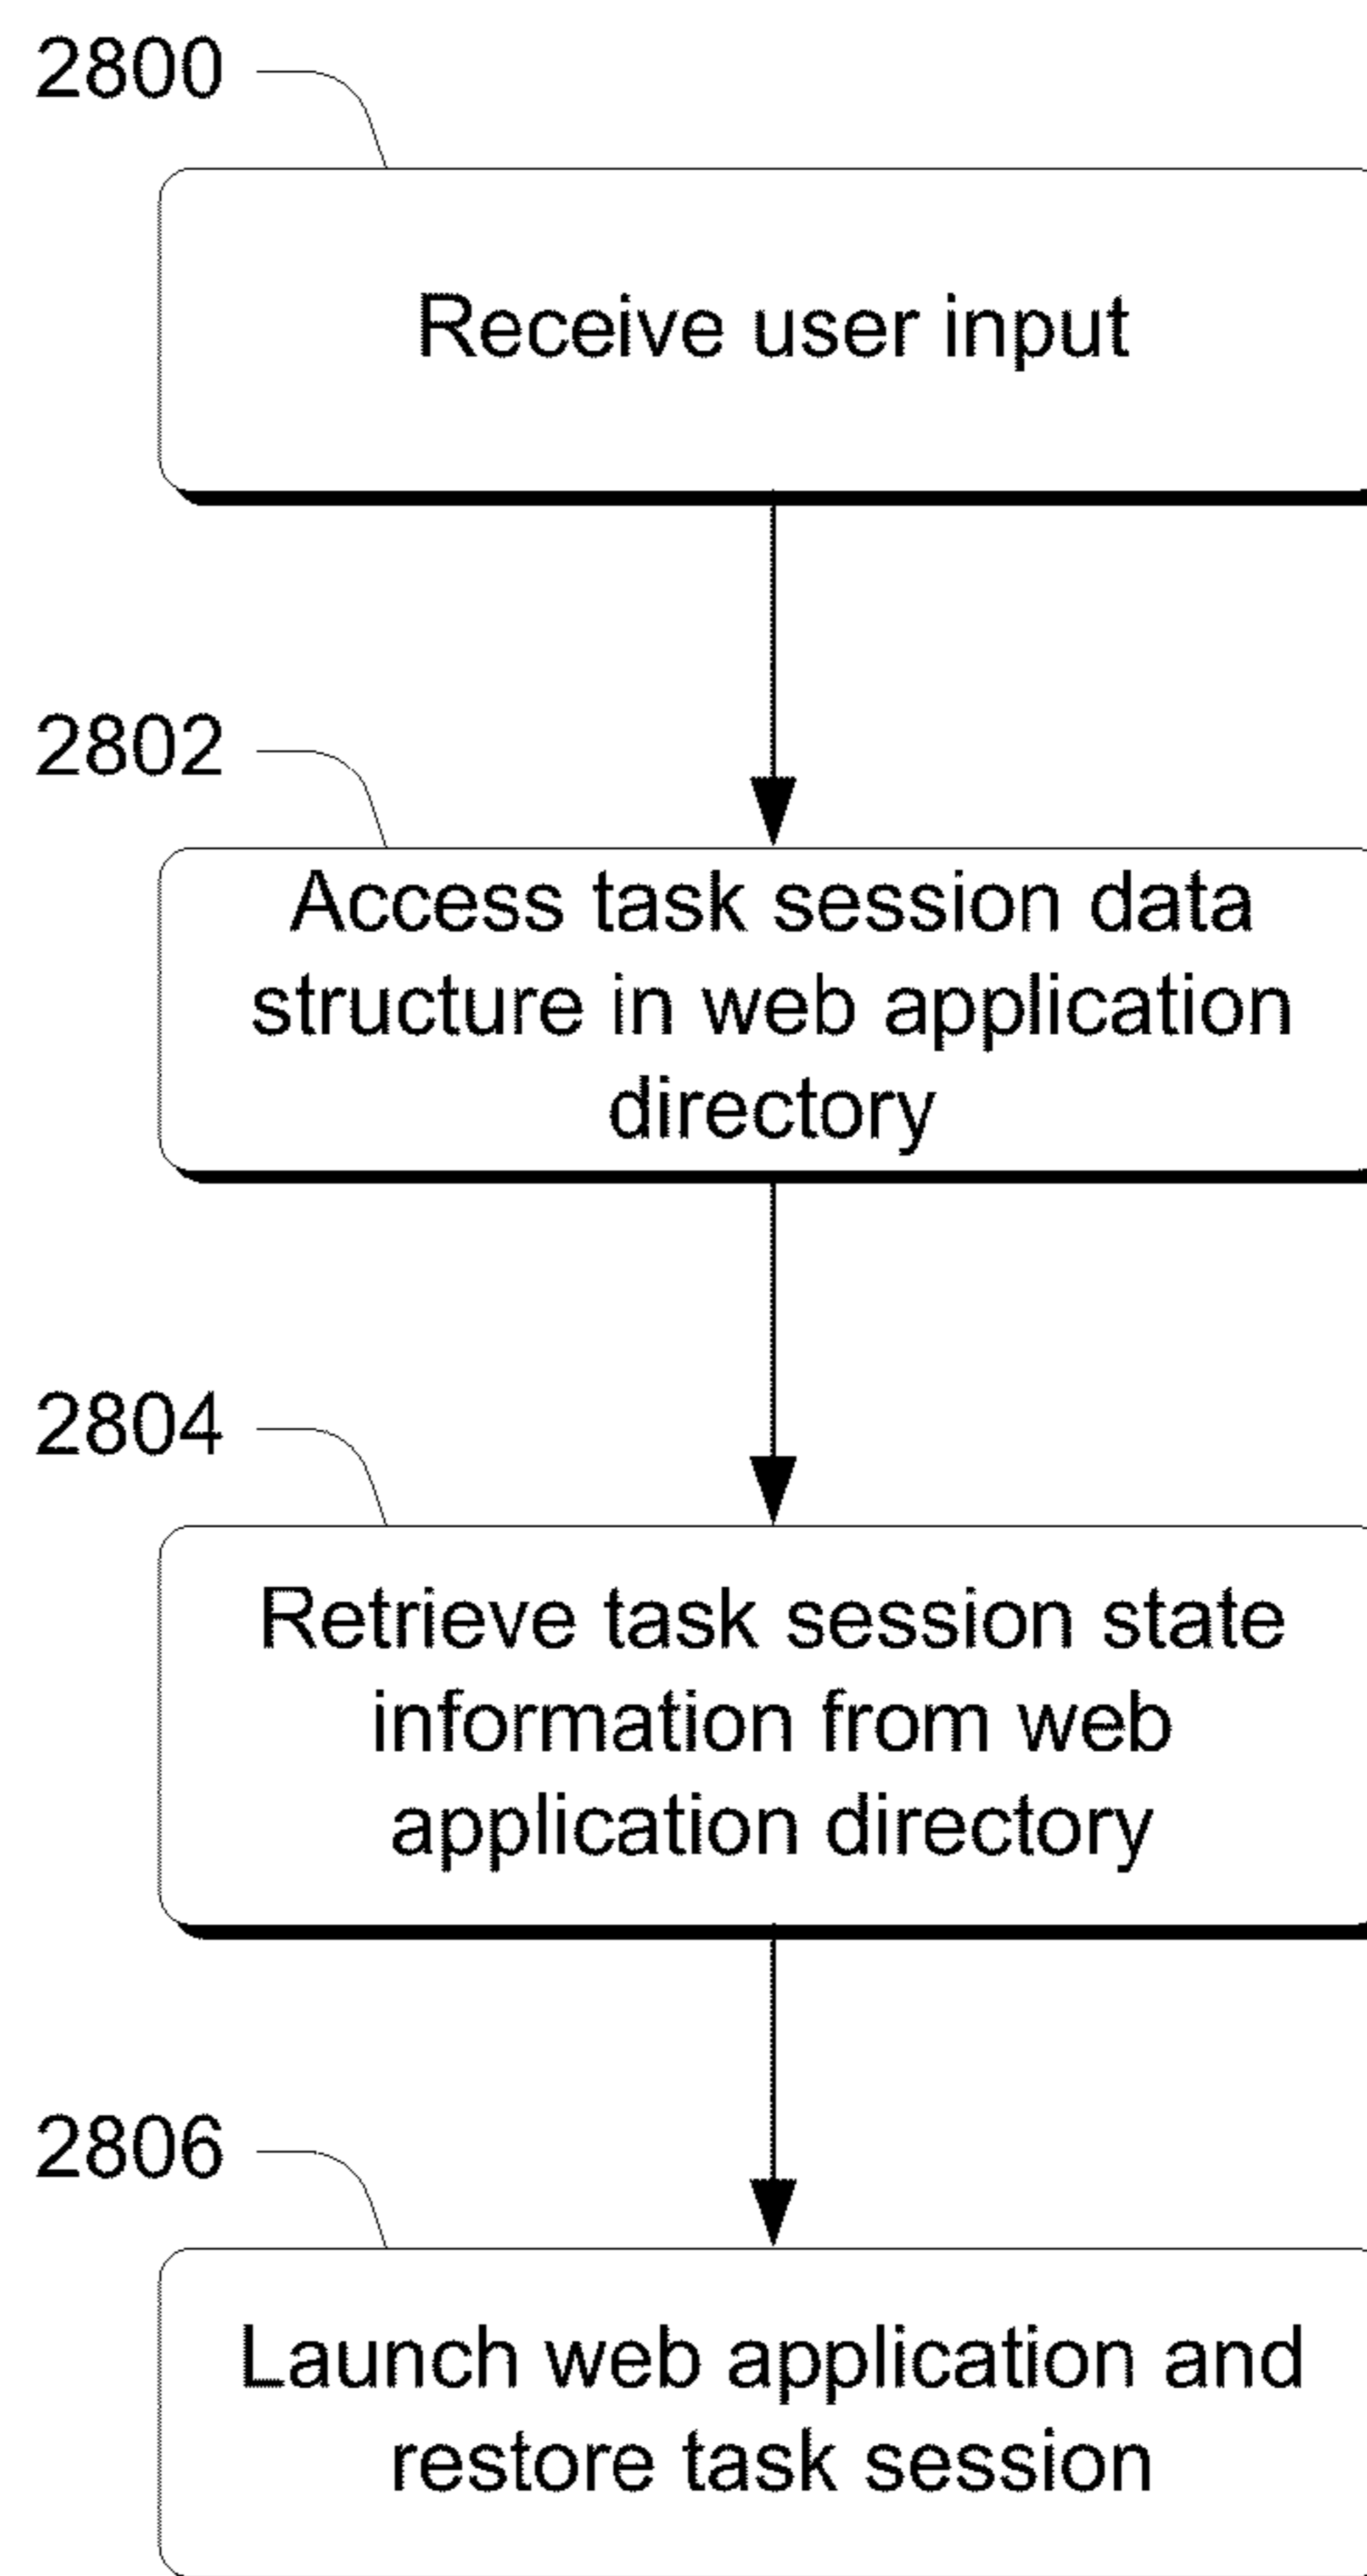 2800
Receive user input
2802
Access task session data
structure in web application
directory
2804
Retrieve task session state
information from web
application directory
2806
Launch web application and
restore task session